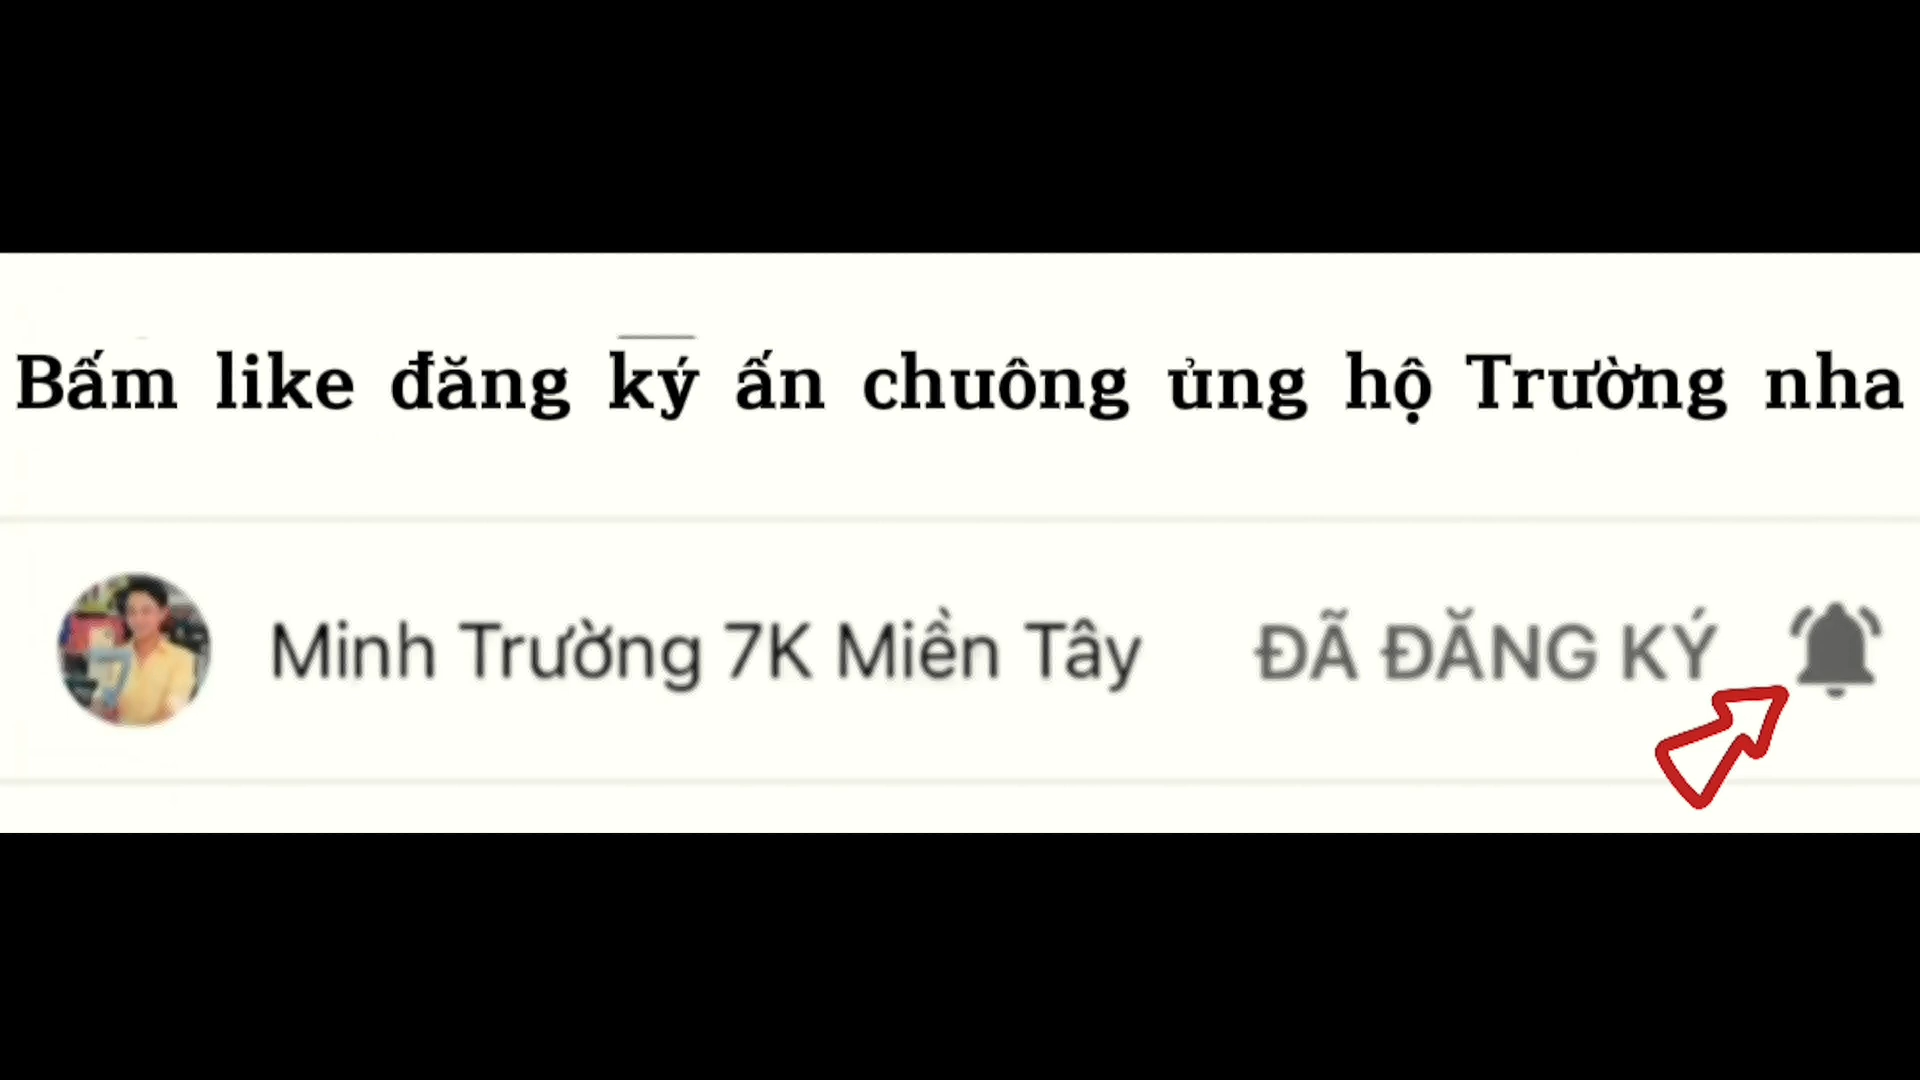 Bấm like đăng ký ấn chuông ủng hộ Trường nha
Minh Trường 7K Miền Tây ĐÃ ĐĂNG KÝ